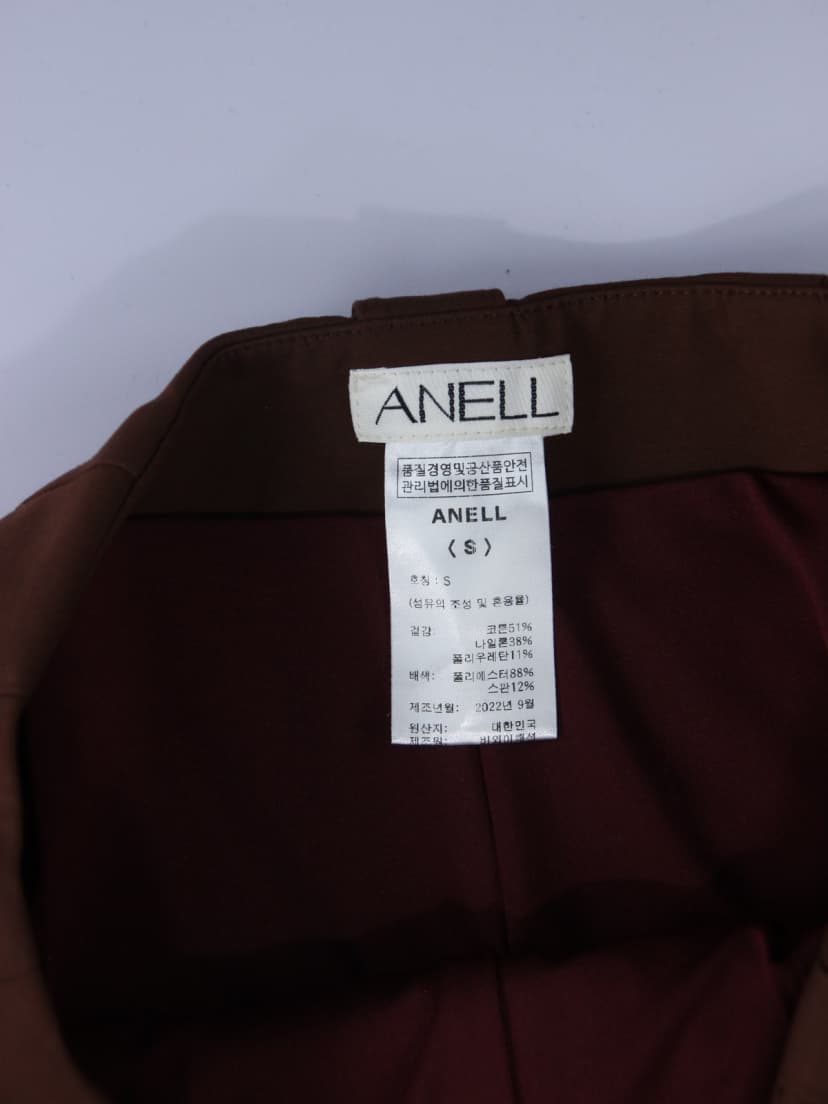 ANELL
품질경영및공산품안전
관리법에의한품질표시
ANELL
〈 S 〉
호칭 : S
(섬유의 조성 및 혼용율)
겉감: 코튼51%
나일론38%
폴리우레탄11%
배색: 폴리에스터88%
스판12%
제조년월: 2022년 9월
원산지: 대한민국
제조원: